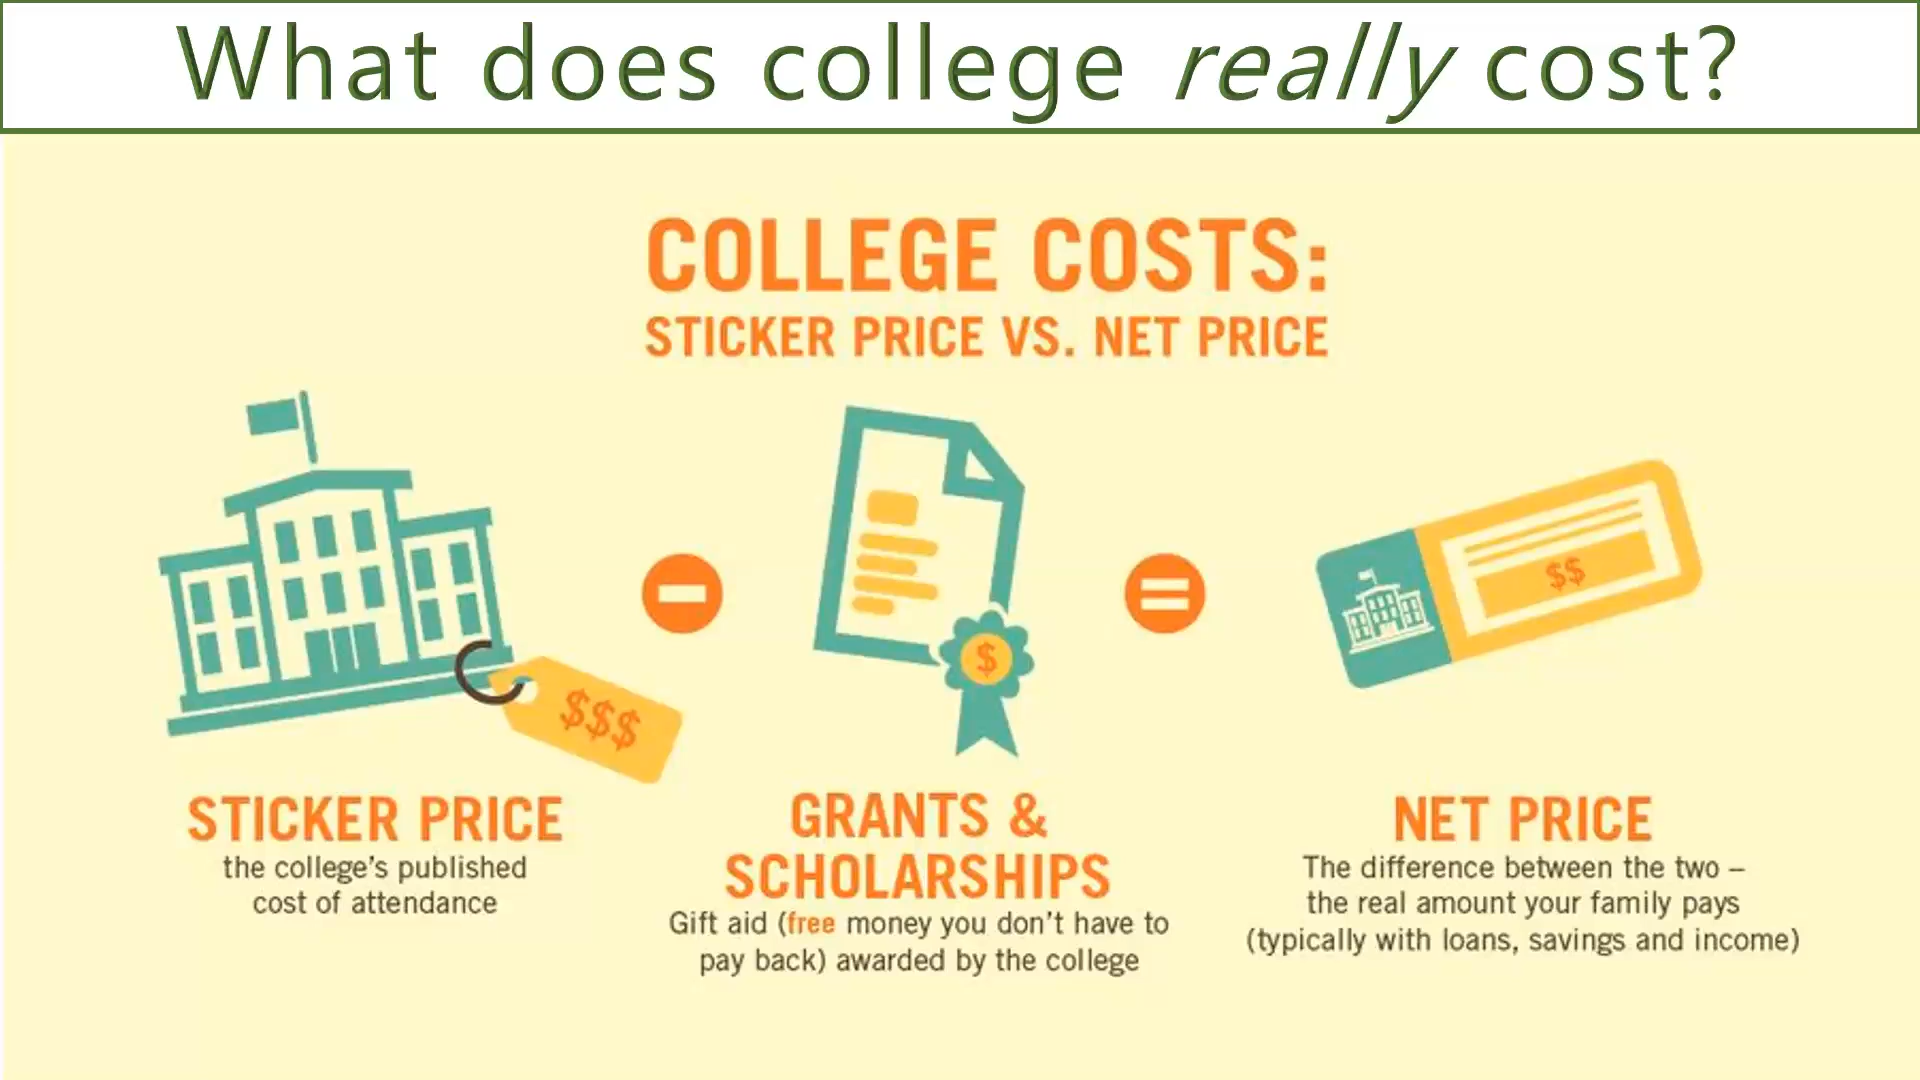 What does college really cost?
COLLEGE COSTS:
STICKER PRICE VS. NET PRICE
$$$
$
$$
STICKER PRICE
the college's published
cost of attendance
GRANTS &
SCHOLARSHIPS
Gift aid (free money you don't have to
pay back) awarded by the college
NET PRICE
The difference between the two –
the real amount your family pays
(typically with loans, savings and income)